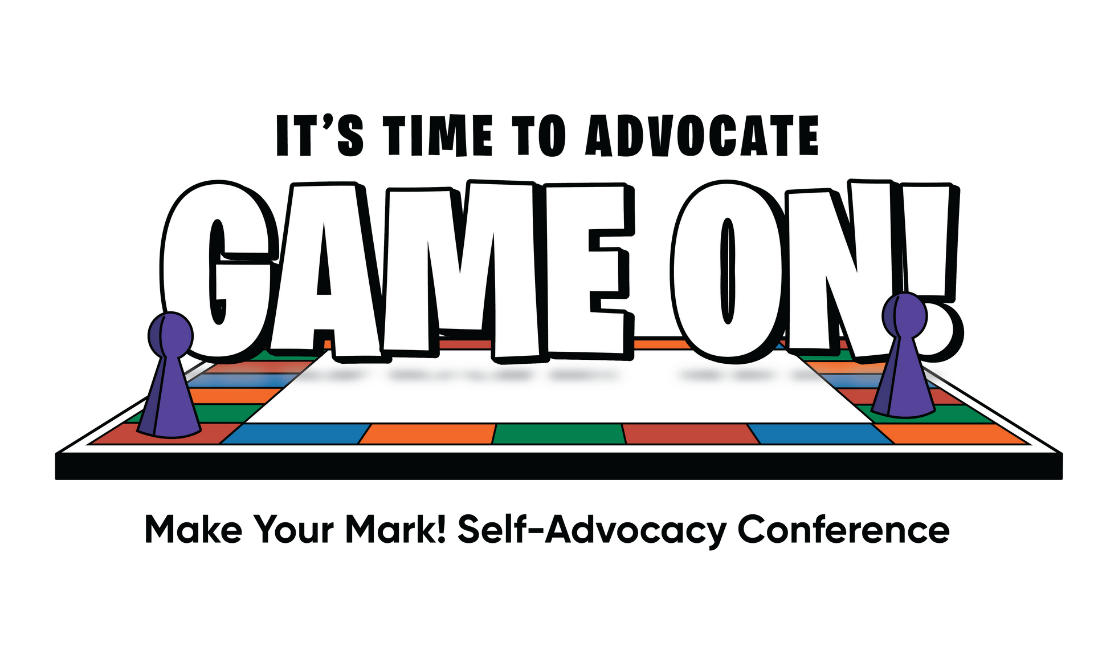 IT’S TIME TO ADVOCATE
GAME ON!
Make Your Mark! Self-Advocacy Conference